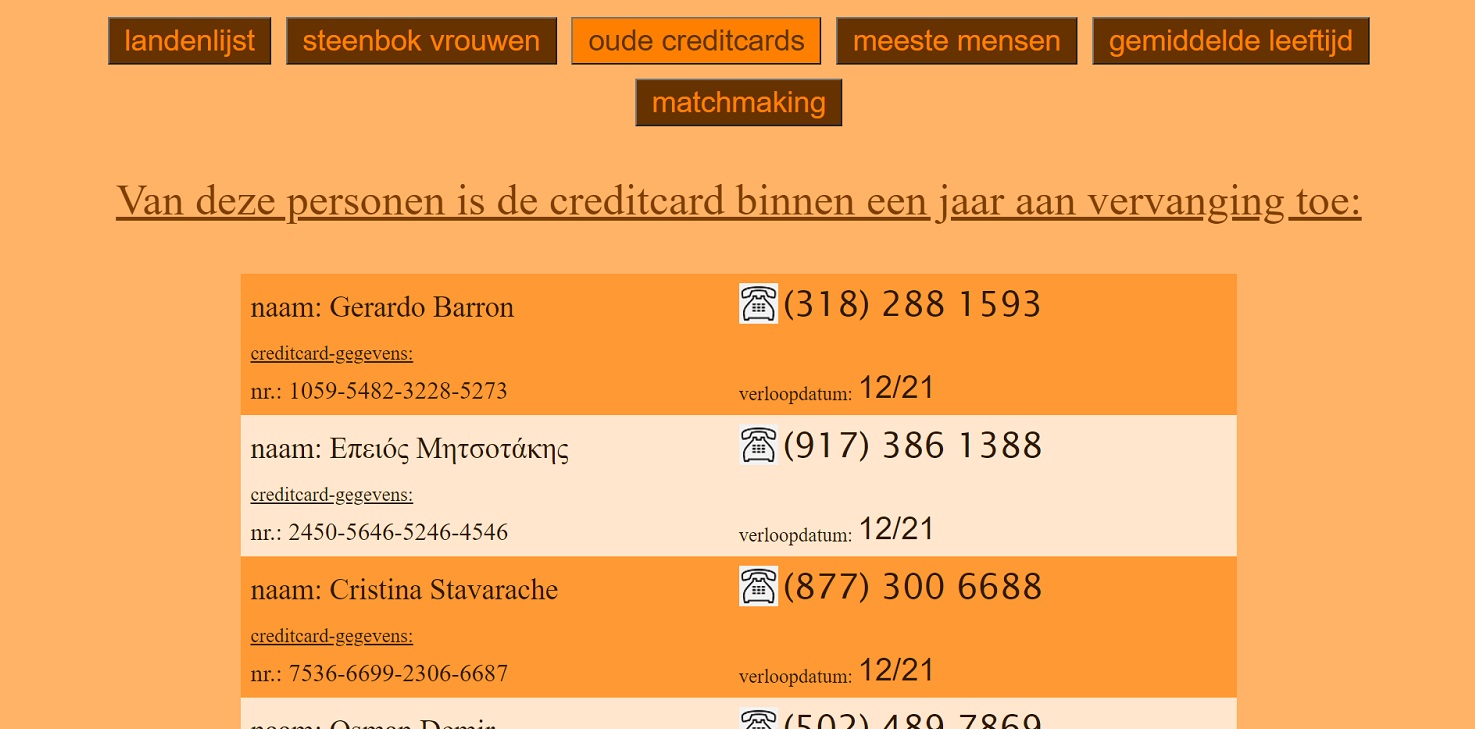 landenlijst steenbok vrouwen oude creditcards meeste mensen gemiddelde leeftijd
matchmaking
Van deze personen is de creditcard binnen een jaar aan vervanging toe:
naam: Gerardo Barron (318) 288 1593
creditcard-gegevens:
nr.: 1059-5482-3228-5273 verloopdatum: 12/21
naam: Επειός Μητσοτάκης (917) 386 1388
creditcard-gegevens:
nr.: 2450-5646-5246-4546 verloopdatum: 12/21
naam: Cristina Stavarache (877) 300 6688
creditcard-gegevens:
nr.: 7536-6699-2306-6687 verloopdatum: 12/21
naam: Osman Demir (502) 489 7869